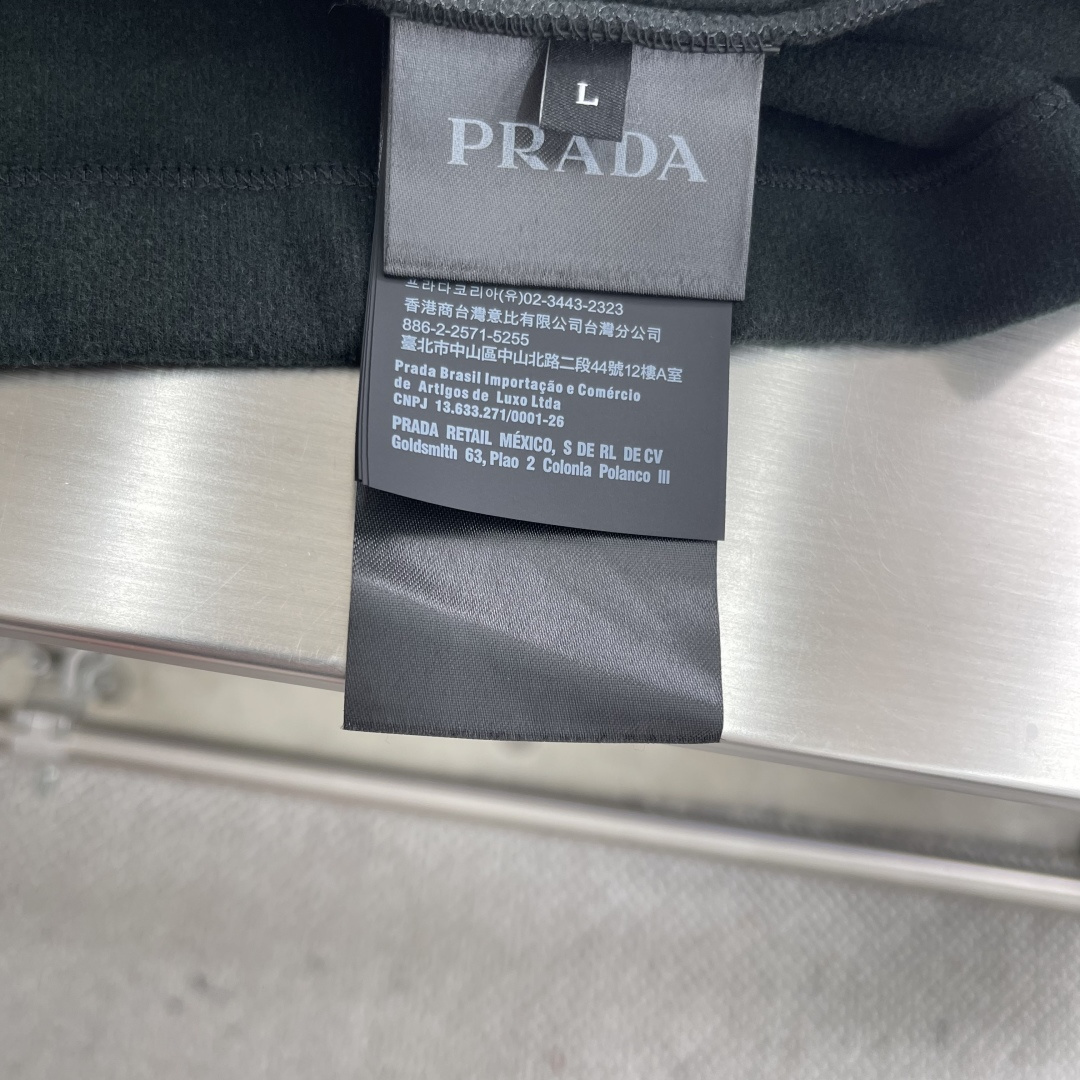 L
PRADA
프라다코리아(유)02-3443-2323
香港商台灣意比有限公司台灣分公司
886-2-2571-5255
臺北市中山區中山北路二段44號12樓A室
Prada Brasil Importação e Comércio
de Artigos de Luxo Ltda
CNPJ 13.633.271/0001-26
PRADA RETAIL MÉXICO, S DE RL DE CV
Goldsmith 63, Plao 2 Colonia Polanco III